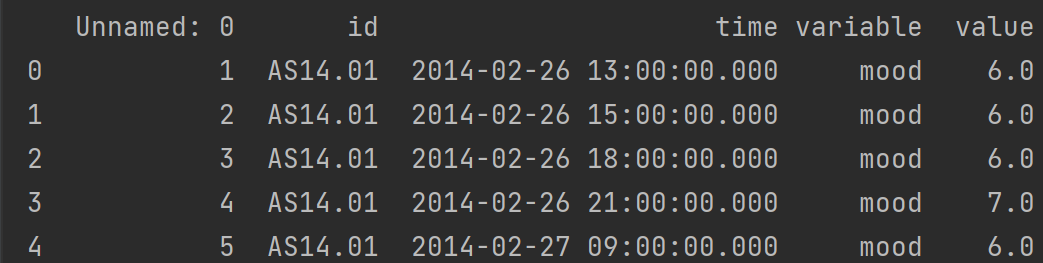 Unnamed: 0 id time variable value
0 1 AS14.01 2014-02-26 13:00:00.000 mood 6.0
1 2 AS14.01 2014-02-26 15:00:00.000 mood 6.0
2 3 AS14.01 2014-02-26 18:00:00.000 mood 6.0
3 4 AS14.01 2014-02-26 21:00:00.000 mood 7.0
4 5 AS14.01 2014-02-27 09:00:00.000 mood 6.0